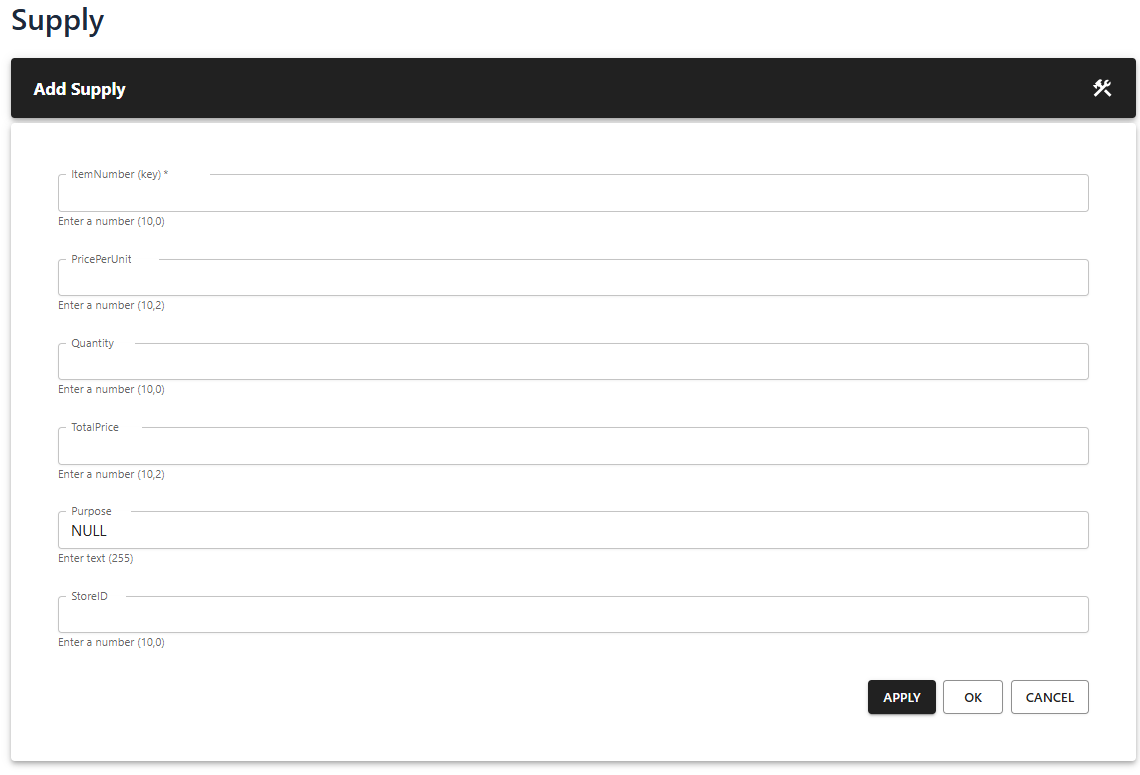 Supply
Add Supply
ItemNumber (key) *
Enter a number (10,0)
PricePerUnit
Enter a number (10,2)
Quantity
Enter a number (10,0)
TotalPrice
Enter a number (10,2)
Purpose
NULL
Enter text (255)
StoreID
Enter a number (10,0)
APPLY OK CANCEL